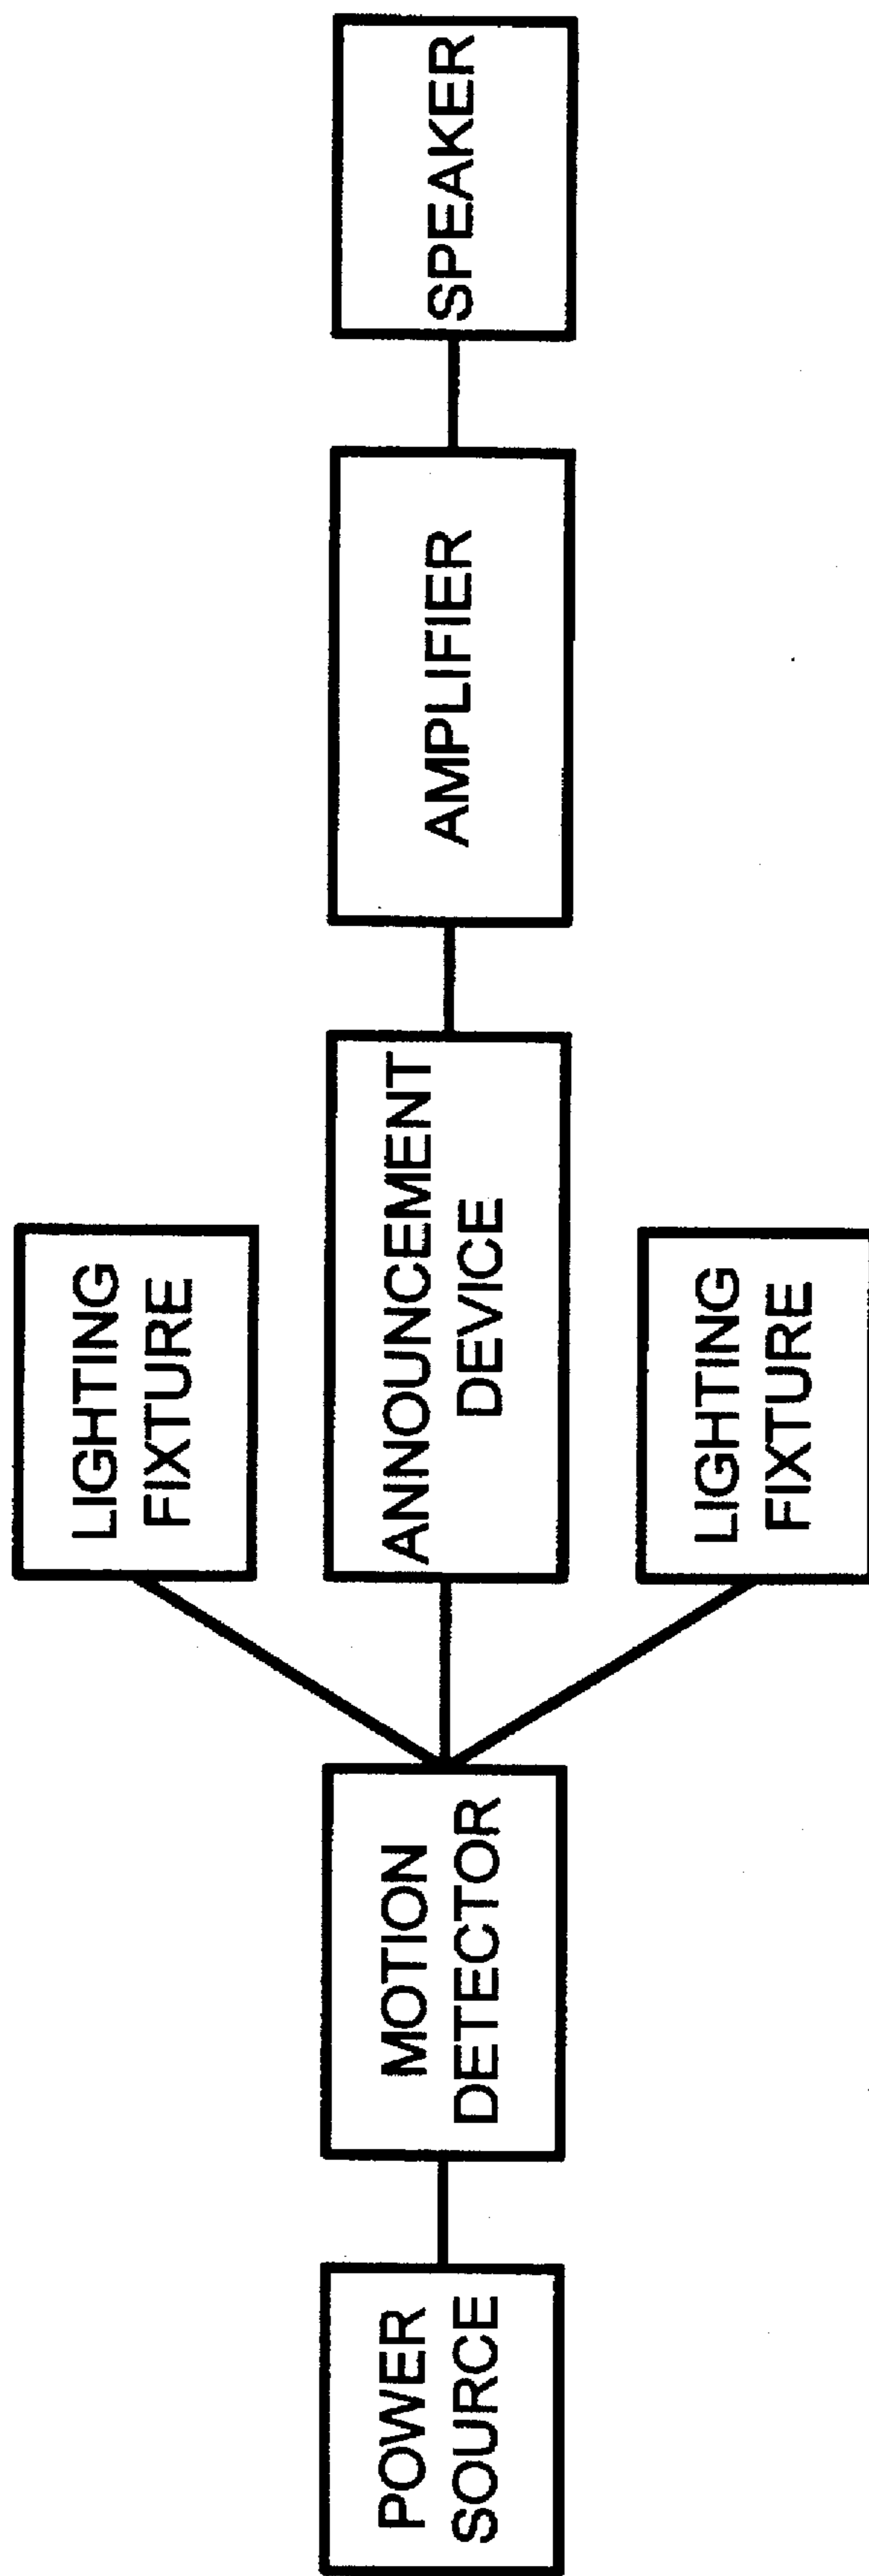 POWER
SOURCE
MOTION
DETECTOR
LIGHTING
FIXTURE
ANNOUNCEMENT
DEVICE
LIGHTING
FIXTURE
AMPLIFIER
SPEAKER